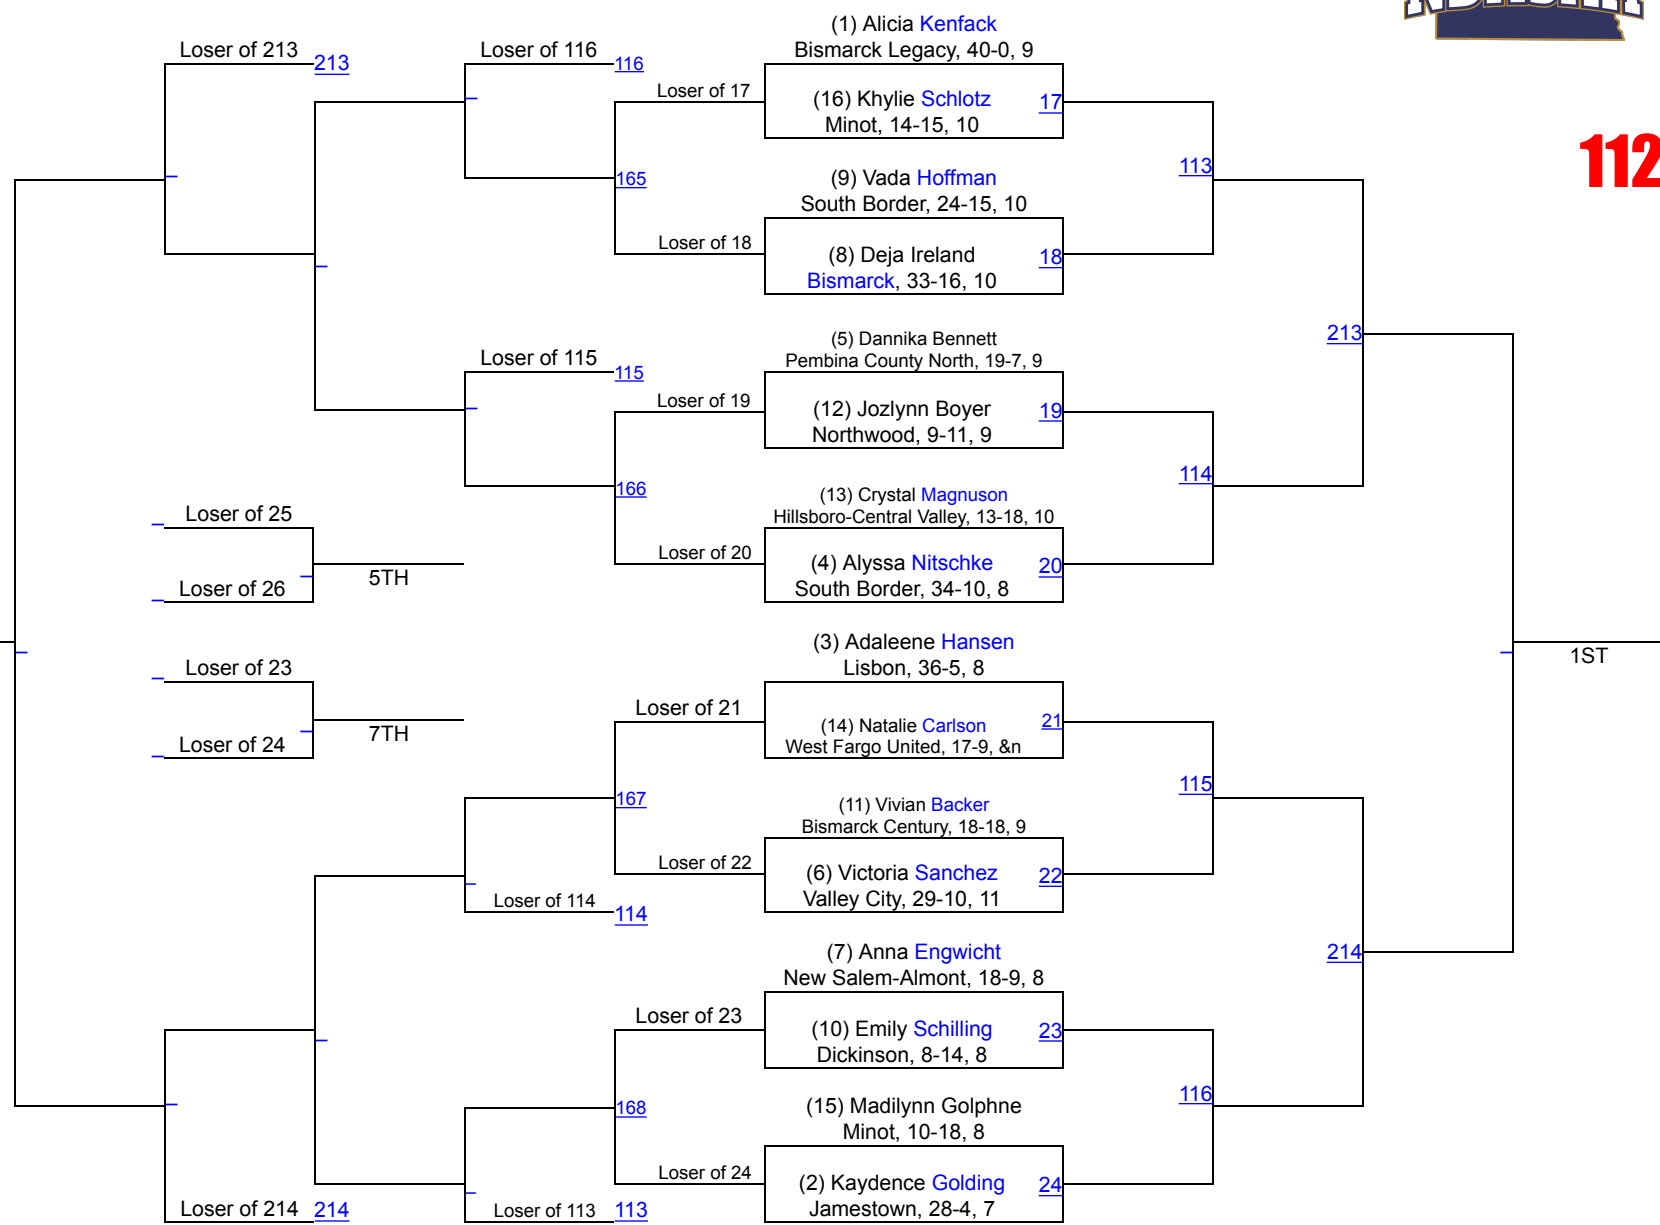 (1) Alicia Kenfack
Bismarck Legacy, 40-0, 9
Loser of 213 213
Loser of 116 116
Loser of 17
(16) Khylie Schlotz 17
Minot, 14-15, 10
112
113
(9) Vada Hoffman
165
South Border, 24-15, 10
Loser of 18
(8) Deja Ireland 18
Bismarck, 33-16, 10
213
(5) Dannika Bennett
Pembina County North, 19-7, 9
Loser of 115 115
Loser of 19
(12) Jozlynn Boyer 19
Northwood, 9-11, 9
114
166
(13) Crystal Magnuson
Hillsboro-Central Valley, 13-18, 10
Loser of 25
Loser of 20
(4) Alyssa Nitschke 20
South Border, 34-10, 8
5TH
Loser of 26
(3) Adaleene Hansen
Lisbon, 36-5, 8
1ST
Loser of 23
Loser of 21
(14) Natalie Carlson 21
West Fargo United, 17-9, &n
7TH
Loser of 24
115
167
(11) Vivian Backer
Bismarck Century, 18-18, 9
Loser of 22
(6) Victoria Sanchez 22
Valley City, 29-10, 11
Loser of 114 114
(7) Anna Engwicht
New Salem-Almont, 18-9, 8
214
Loser of 23
(10) Emily Schilling 23
Dickinson, 8-14, 8
116
168
(15) Madilynn Golphne
Minot, 10-18, 8
Loser of 24
(2) Kaydence Golding 24
Jamestown, 28-4, 7
Loser of 214 214
Loser of 113 113